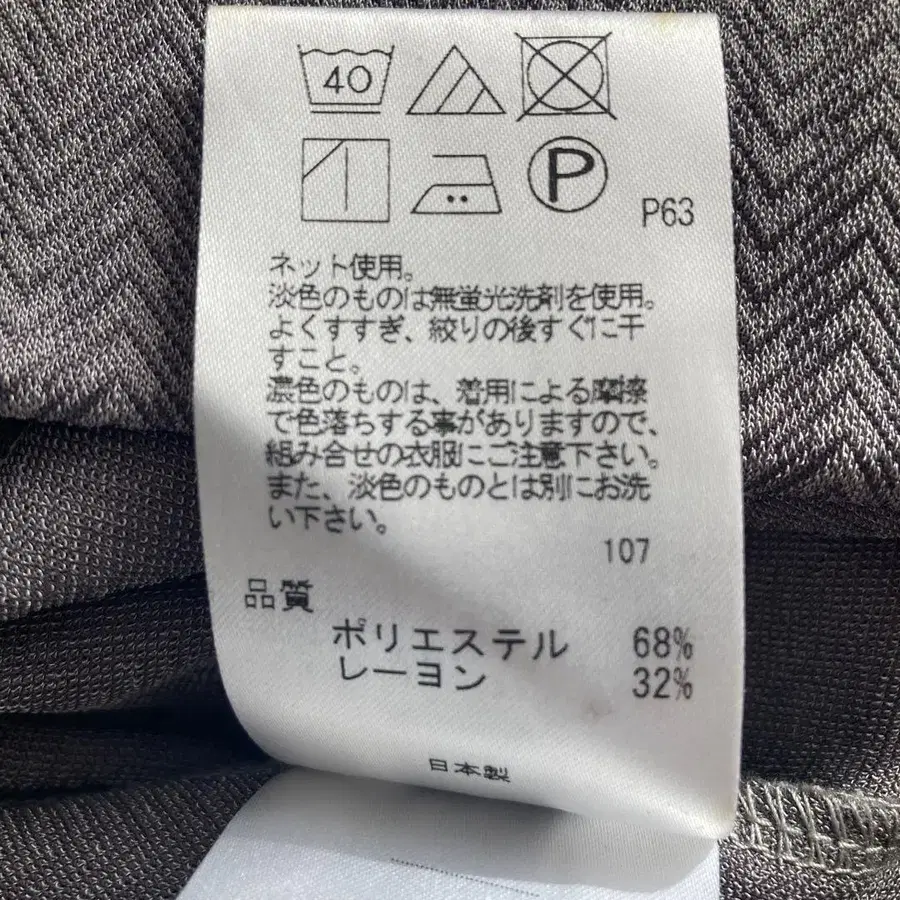 40
P
P63
ネット使用。
淡色のものは無蛍光洗剤を使用。
よくすすぎ、絞りの後すぐに干
すこと。
濃色のものは、着用による摩擦
で色落ちする事がありますので、
組み合せの衣服にご注意下さい。
また、淡色のものとは別にお洗
い下さい。
107
品質
ポリエステル 68%
レーヨン 32%
日本製